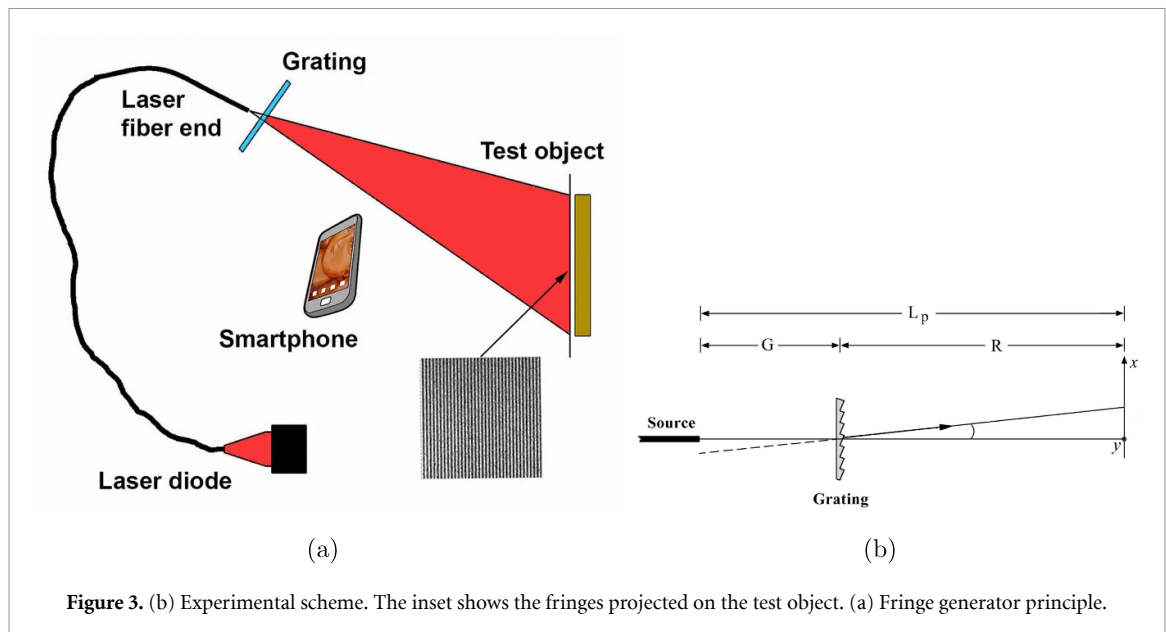 Grating
Laser
fiber end
Test object
Smartphone
Laser diode
(a)
L p
G
R
x
Source
y
Grating
(b)
Figure 3. (b) Experimental scheme. The inset shows the fringes projected on the test object. (a) Fringe generator principle.